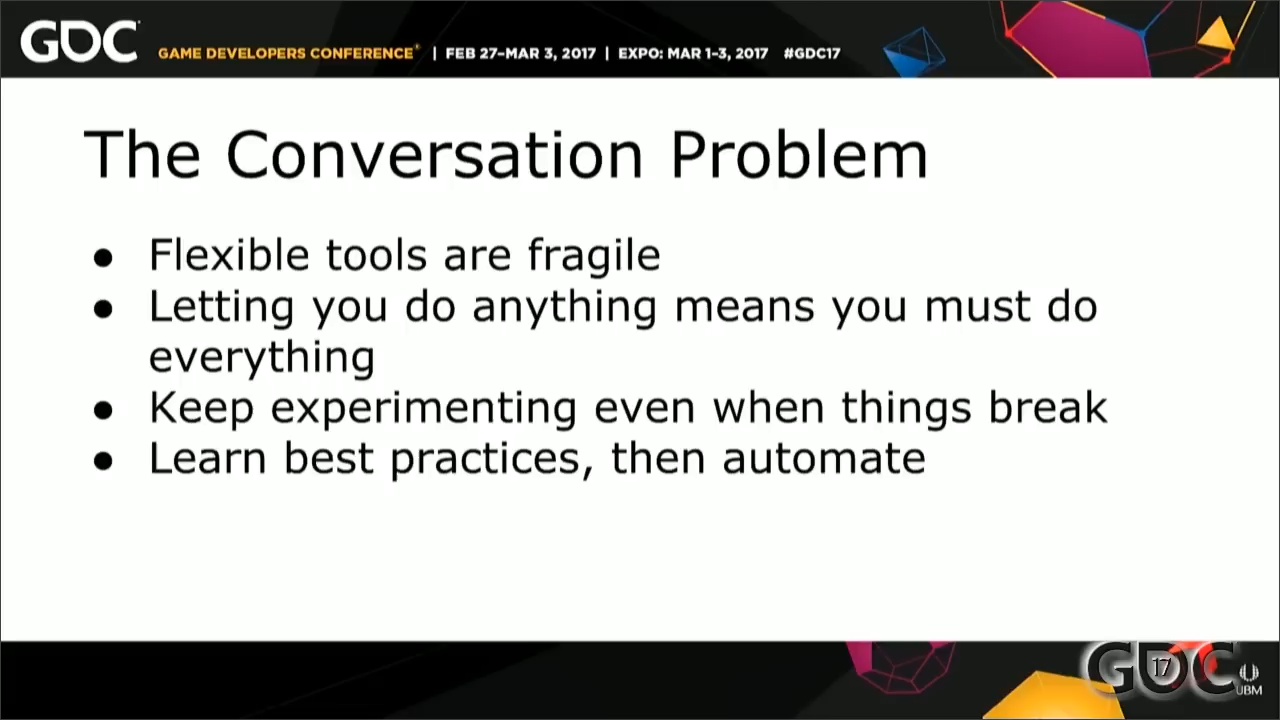 GDC GAME DEVELOPERS CONFERENCE® | FEB 27–MAR 3, 2017 | EXPO: MAR 1–3, 2017 #GDC17
The Conversation Problem
● Flexible tools are fragile
● Letting you do anything means you must do
everything
● Keep experimenting even when things break
● Learn best practices, then automate
GDC 17
UBM